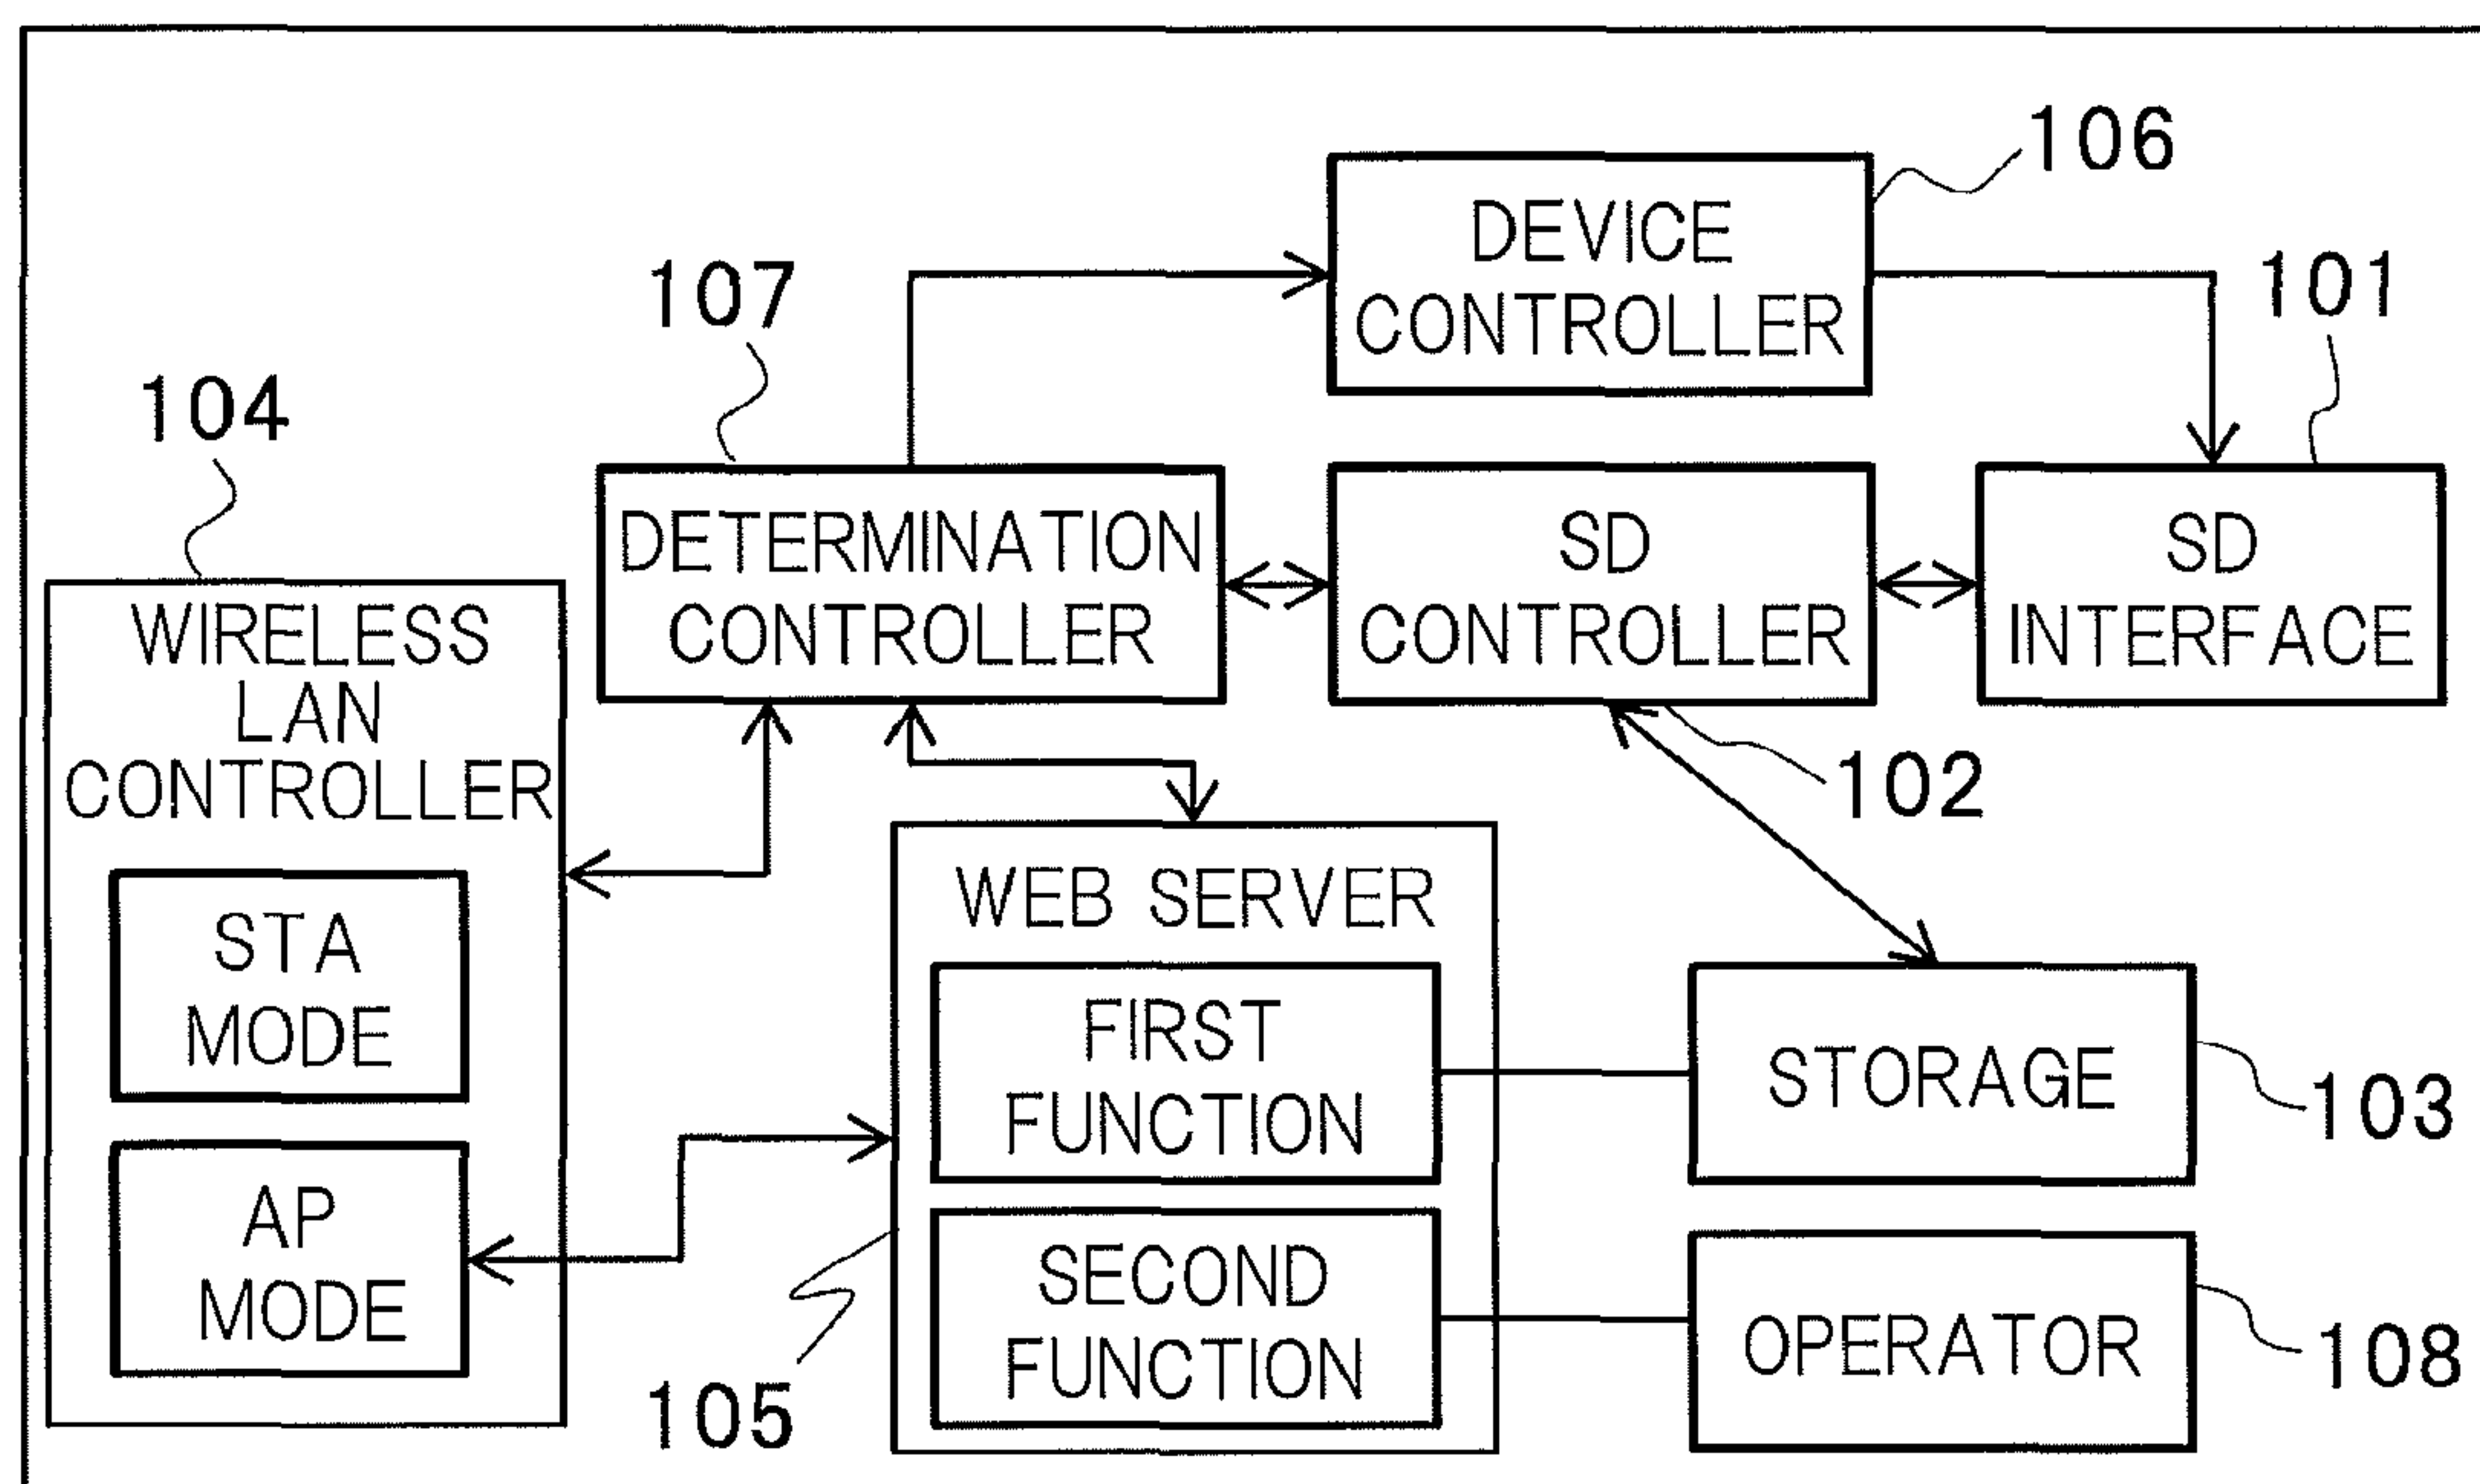 106
DEVICE
CONTROLLER
101
107
104
DETERMINATION
CONTROLLER
SD
CONTROLLER
SD
INTERFACE
WIRELESS
LAN
CONTROLLER
102
STA
MODE
AP
MODE
WEB SERVER
FIRST
FUNCTION
SECOND
FUNCTION
105
STORAGE
103
OPERATOR
108